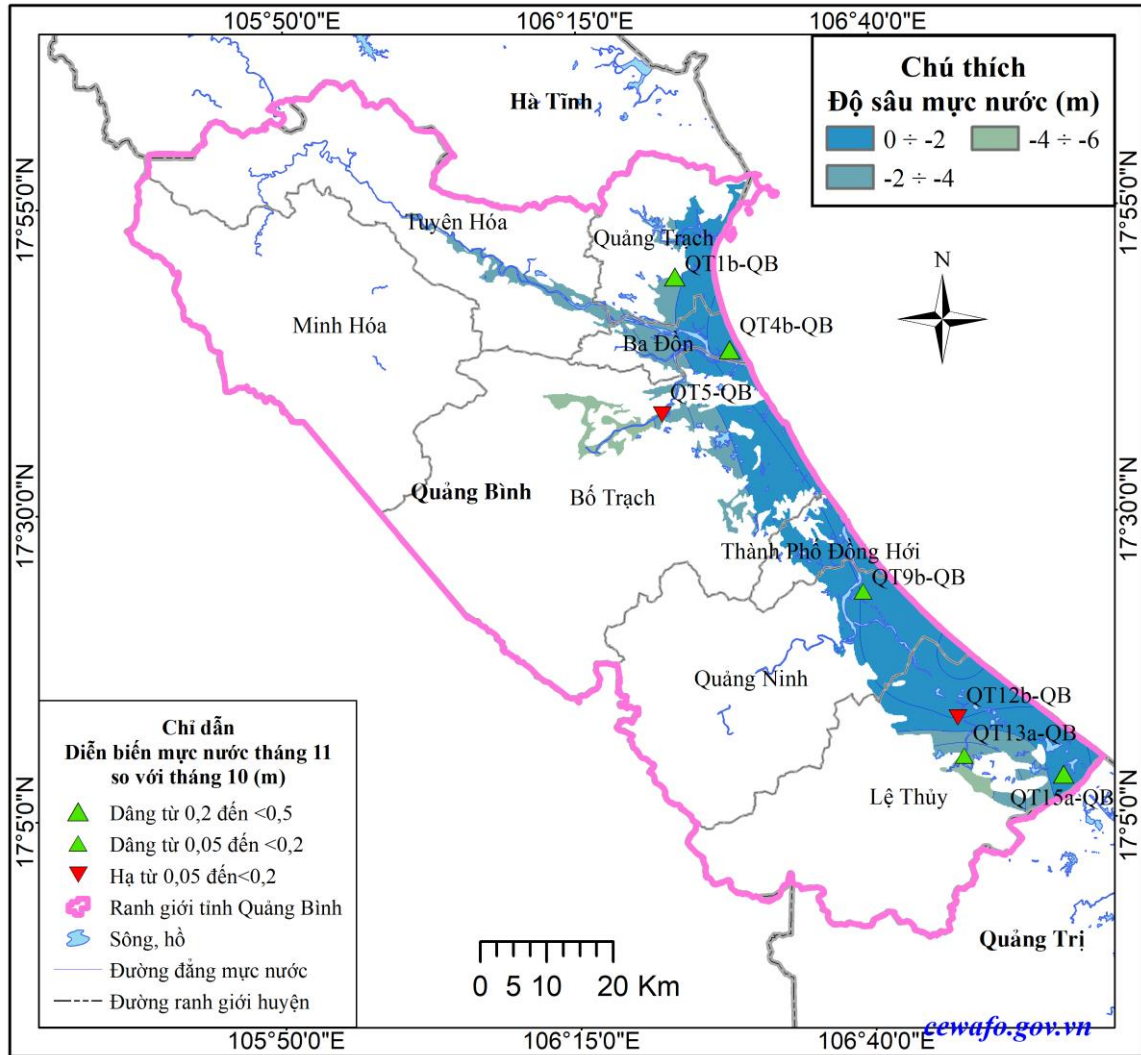 105°50'0"E 106°15'0"E 106°40'0"E
Chú thích
Độ sâu mực nước (m)
0 ÷ -2 -4 ÷ -6
-2 ÷ -4
Hà Tĩnh
17°55'0"N 17°55'0"N
Tuyên Hóa
Quảng Trạch
QT1b-QB
N
Minh Hóa
QT4b-QB
Ba Đồn
QT5-QB
Quảng Bình
Bố Trạch
17°30'0"N 17°30'0"N
Thành Phố Đồng Hới
QT9b-QB
Quảng Ninh
QT12b-QB
QT13a-QB
Lệ Thủy
QT15a-QB
17°5'0"N 17°5'0"N
Quảng Trị
Chỉ dẫn
Diễn biến mực nước tháng 11
so với tháng 10 (m)
Dâng từ 0,2 đến <0,5
Dâng từ 0,05 đến <0,2
Hạ từ 0,05 đến<0,2
Ranh giới tỉnh Quảng Bình
Sông, hồ
Đường đẳng mực nước
Đường ranh giới huyện
0 5 10 20 Km
cewafo.gov.vn
105°50'0"E 106°15'0"E 106°40'0"E